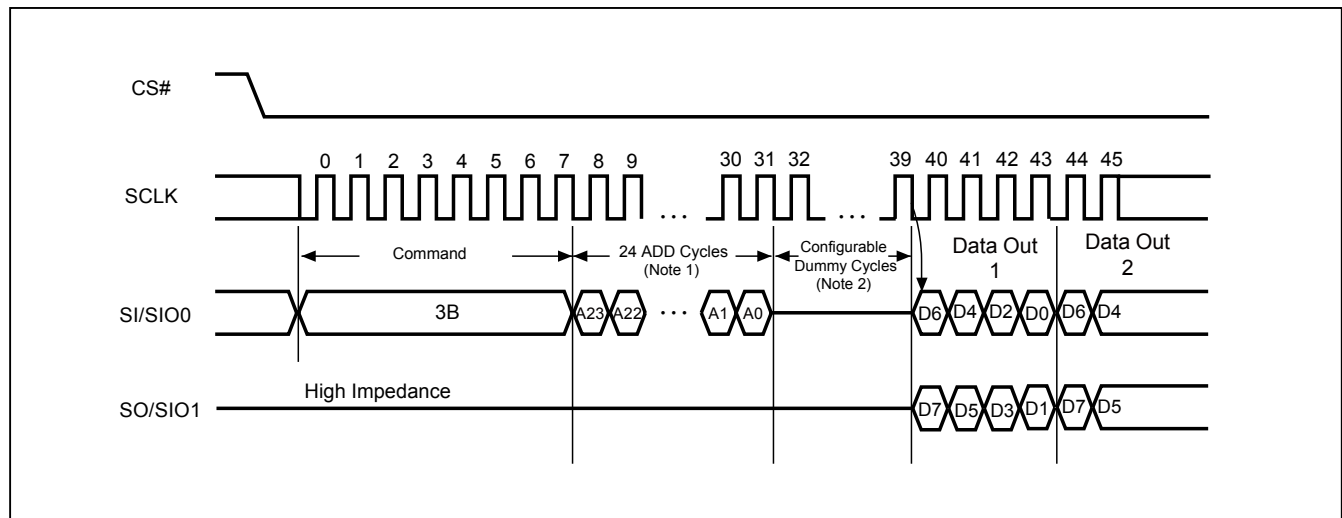 CS#
0 1 2 3 4 5 6 7 8 9 30 31 32 39 40 41 42 43 44 45
SCLK
... ...
Command
24 ADD Cycles
(Note 1)
Configurable
Dummy Cycles
(Note 2)
Data Out
1
Data Out
2
SI/SIO0
3B A23 A22 ... A1 A0 D6 D4 D2 D0 D6 D4
High Impedance
SO/SIO1
D7 D5 D3 D1 D7 D5